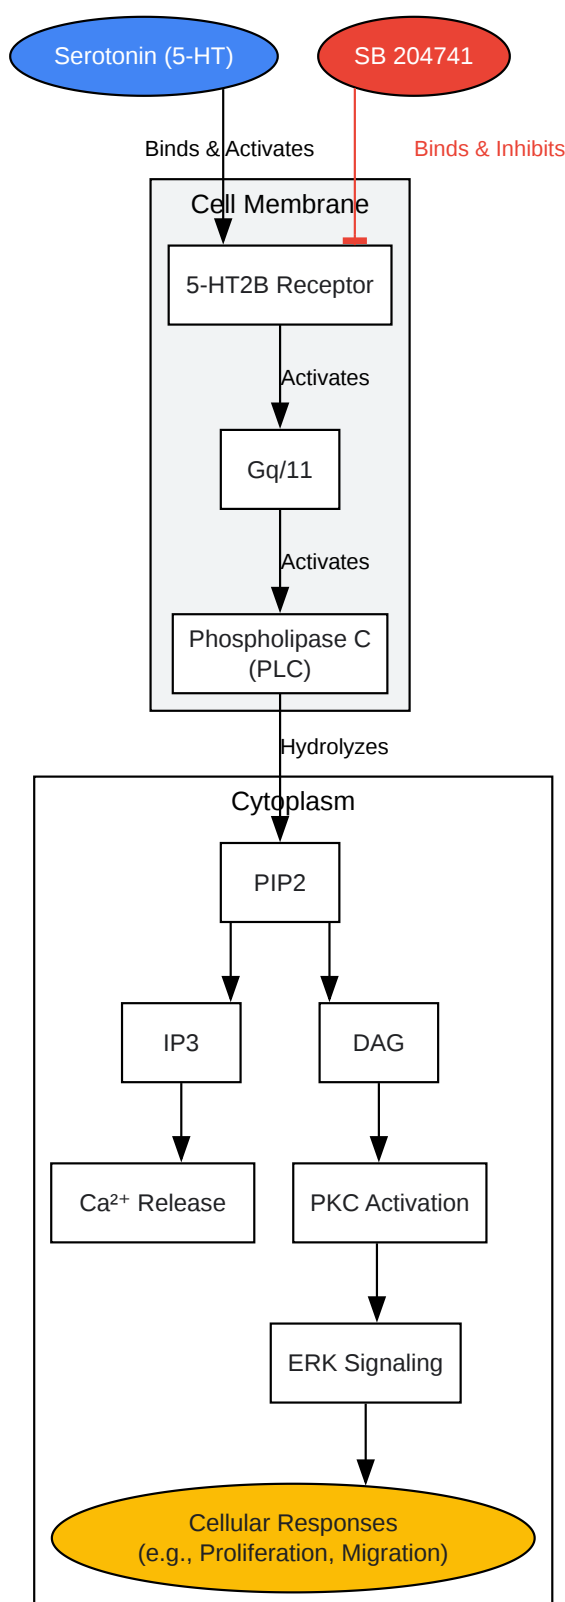 Serotonin (5-HT)
SB 204741
Binds & Activates
Binds & Inhibits
Cell Membrane
5-HT2B Receptor
Activates
Gq/11
Activates
Phospholipase C
(PLC)
Hydrolyzes
Cytoplasm
PIP2
IP3
DAG
Ca²⁺ Release
PKC Activation
ERK Signaling
Cellular Responses
(e.g., Proliferation, Migration)